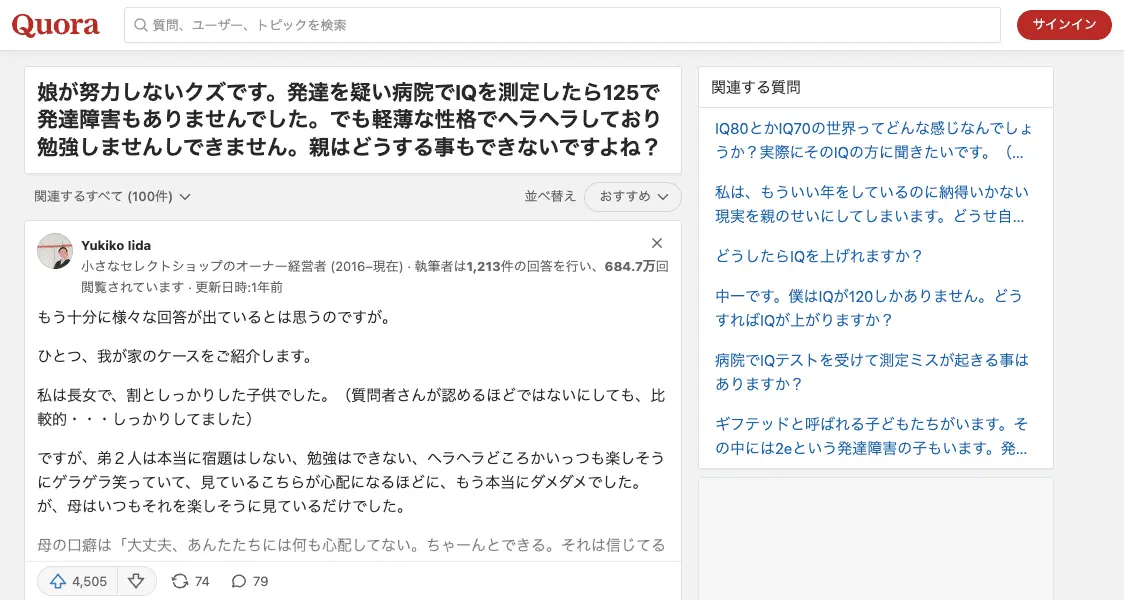 Quora
質問、ユーザー、トピックを検索
サインイン
娘が努力しないクズです。発達を疑い病院でIQを測定したら125で
発達障害もありませんでした。でも軽薄な性格でヘラヘラしており
勉強しませんしできません。親はどうする事もできないですよね？
関連するすべて (100件)
並べ替え
おすすめ
Yukiko Iida
小さなセレクトショップのオーナー経営者 (2016–現在) · 執筆者は1,213件の回答を行い、684.7万回
閲覧されています · 更新日時:1年前
もう十分に様々な回答が出ているとは思うのですが。
ひとつ、我が家のケースをご紹介します。
私は長女で、割としっかりした子供でした。（質問者さんが認めるほどではないにしても、比
較的・・・しっかりしてました）
ですが、弟２人は本当に宿題はしない、勉強はできない、ヘラヘラどころかいっつも楽しそう
にゲラゲラ笑っていて、見ているこちらが心配になるほどに、もう本当にダメダメでした。
が、母はいつもそれを楽しそうに見ているだけでした。
母の口癖は「大丈夫、あんたたちには何も心配してない。ちゃーんとできる。それは信じてる
4,505
74
79
関連する質問
IQ80とかIQ70の世界ってどんな感じなんでしょ
うか？実際にそのIQの方に聞きたいです。（...
私は、もういい年をしているのに納得いかない
現実を親のせいにしてしまいます。どうせ自...
どうしたらIQを上げれますか？
中一です。僕はIQが120しかありません。どう
すればIQが上がりますか？
病院でIQテストを受けて測定ミスが起きる事は
ありますか？
ギフテッドと呼ばれる子どもたちがいます。そ
の中には2eという発達障害の子もいます。発...